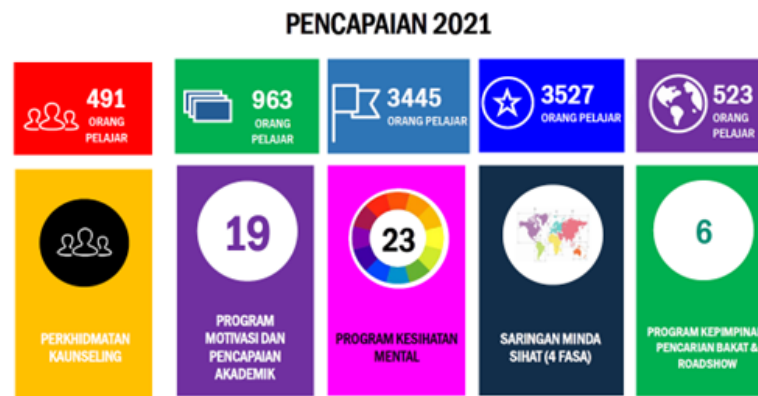 PENCAPAIAN 2021
491
ORANG
PELAJAR
963
ORANG
PELAJAR
3445
ORANG PELAJAR
3527
ORANG PELAJAR
523
ORANG
PELAJAR
PERKHIDMATAN
KAUNSELING
19
PROGRAM
MOTIVASI DAN
PENCAPAIAN
AKADEMIK
23
PROGRAM KESIHATAN
MENTAL
SARINGAN MINDA
SIHAT (4 FASA)
6
PROGRAM KEPIMPINAN
PENCARIAN BAKAT &
ROADSHOW